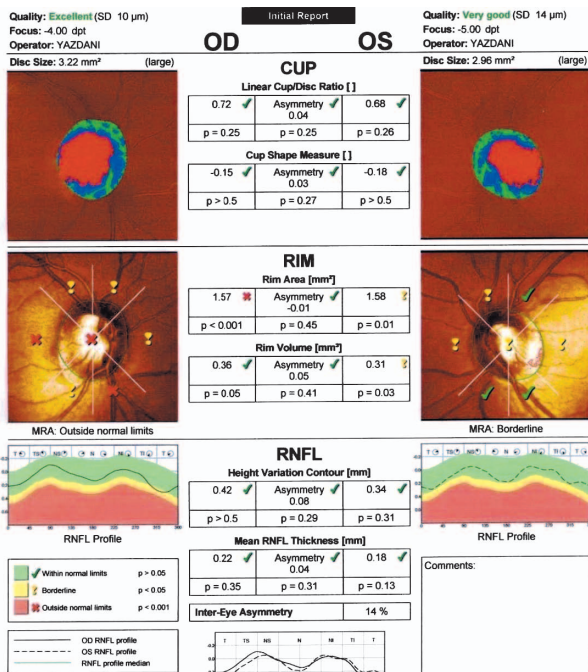 Initial Report
Quality: Excellent (SD 10 µm)
Focus: -4.00 dpt
Operator: YAZDANI
OD
OS
Quality: Very good (SD 14 µm)
Focus: -5.00 dpt
Operator: YAZDANI
Disc Size: 3.22 mm² (large)
Disc Size: 2.96 mm² (large)
CUP
Linear Cup/Disc Ratio [ ]
0.72 Asymmetry 0.68
0.04
p = 0.25 p = 0.25 p = 0.26
Cup Shape Measure [ ]
-0.15 Asymmetry -0.18
0.03
p > 0.5 p = 0.27 p > 0.5
RIM
Rim Area [mm²]
1.57 Asymmetry 1.58
-0.01
p < 0.001 p = 0.45 p = 0.01
Rim Volume [mm³]
0.36 Asymmetry 0.31
0.05
p = 0.05 p = 0.41 p = 0.03
MRA: Outside normal limits
MRA: Borderline
T TS NS N NI TI T
RNFL Profile
RNFL
Height Variation Contour [mm]
0.42 Asymmetry 0.34
0.08
p > 0.5 p = 0.29 p = 0.31
Mean RNFL Thickness [mm]
0.22 Asymmetry 0.18
0.04
p = 0.35 p = 0.31 p = 0.13
Inter-Eye Asymmetry 14 %
T TS NS N NI TI T
RNFL Profile
Within normal limits p > 0.05
Borderline p < 0.05
Outside normal limits p < 0.001
OD RNFL profile
OS RNFL profile
RNFL profile median
T TS NS N NI TI T
Comments: